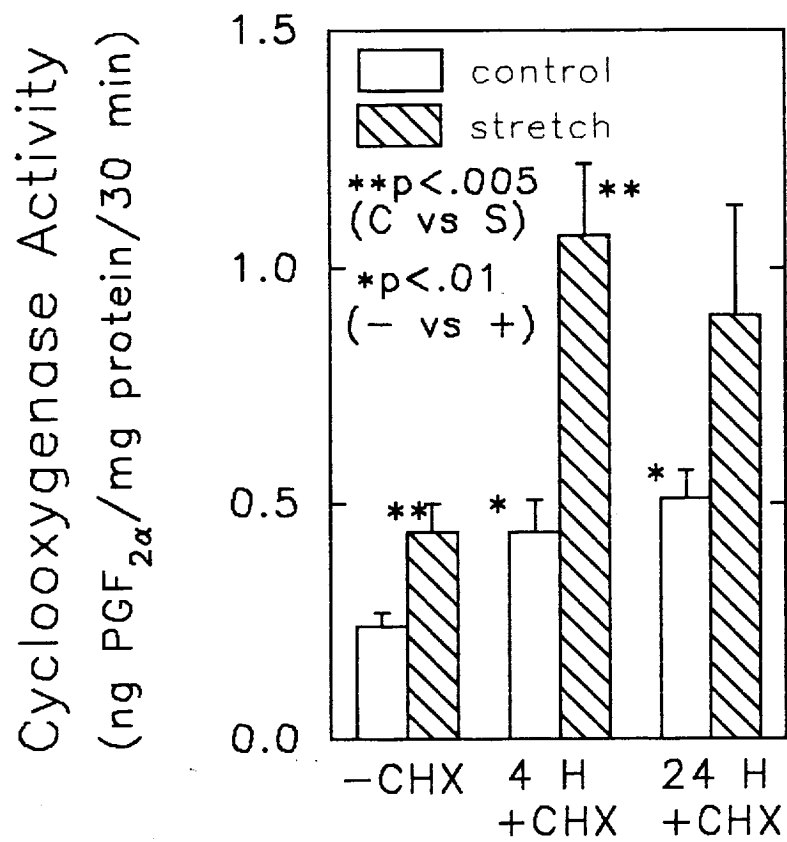 Cyclooxygenase Activity
(ng PGF2α/mg protein/30 min)
1.5
1.0
0.5
0.0
control
stretch
**p<.005
(C vs S)
*p<.01
(- vs +)
**
**
*
*
-CHX
4 H
+CHX
24 H
+CHX